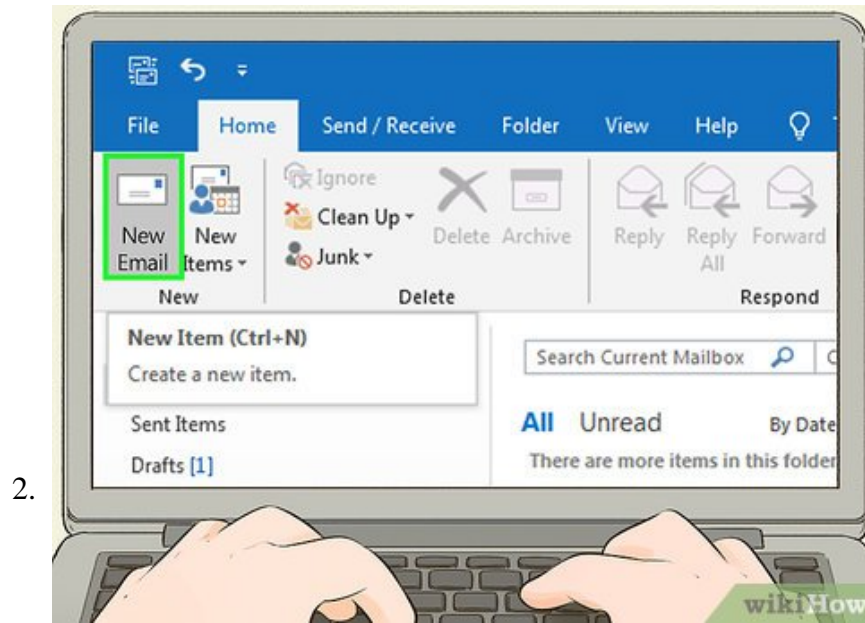 File Home Send / Receive Folder View Help
New Email
New Items
Ignore
Clean Up
Junk
Delete Archive
Reply Reply All Forward
New Delete Respond
New Item (Ctrl+N)
Create a new item.
Search Current Mailbox
Sent Items
All Unread By Date
Drafts [1]
There are more items in this folder
2.
wikiHow